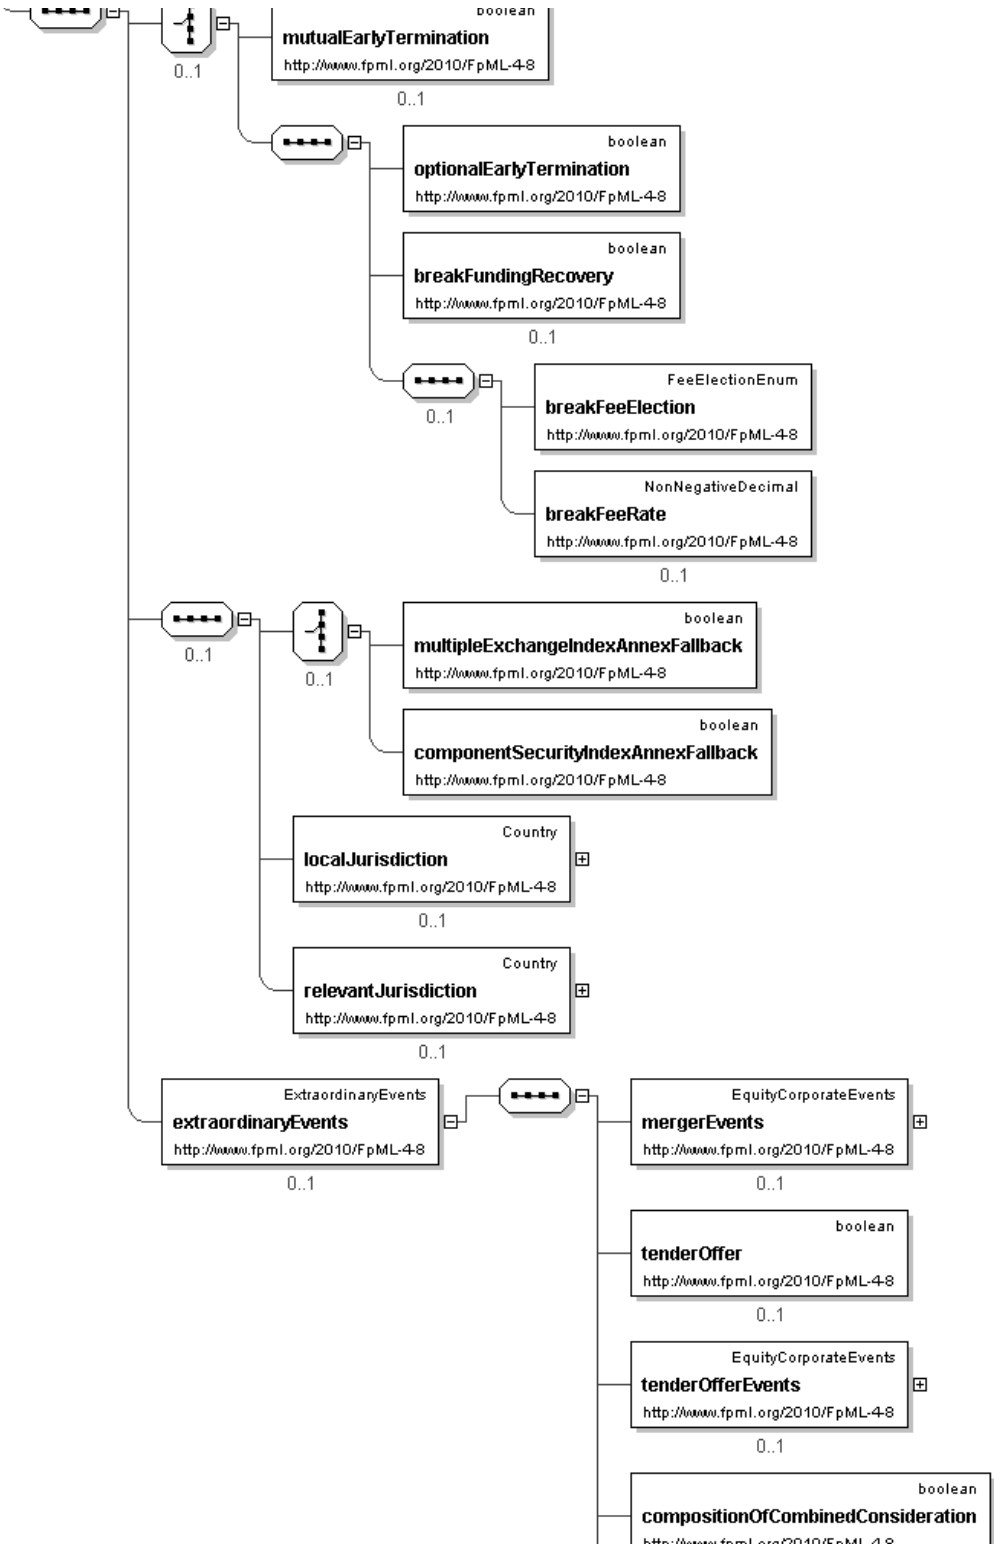 boolean
mutualEarlyTermination
http://www.fpml.org/2010/FpML-4-8
0..1
0..1
boolean
optionalEarlyTermination
http://www.fpml.org/2010/FpML-4-8
boolean
breakFundingRecovery
http://www.fpml.org/2010/FpML-4-8
0..1
FeeElectionEnum
breakFeeElection
http://www.fpml.org/2010/FpML-4-8
0..1
NonNegativeDecimal
breakFeeRate
http://www.fpml.org/2010/FpML-4-8
0..1
boolean
multipleExchangeIndexAnnexFallback
http://www.fpml.org/2010/FpML-4-8
0..1
0..1
boolean
componentSecurityIndexAnnexFallback
http://www.fpml.org/2010/FpML-4-8
Country
localJurisdiction
http://www.fpml.org/2010/FpML-4-8
0..1
Country
relevantJurisdiction
http://www.fpml.org/2010/FpML-4-8
0..1
ExtraordinaryEvents
extraordinaryEvents
http://www.fpml.org/2010/FpML-4-8
0..1
EquityCorporateEvents
mergerEvents
http://www.fpml.org/2010/FpML-4-8
0..1
boolean
tenderOffer
http://www.fpml.org/2010/FpML-4-8
0..1
EquityCorporateEvents
tenderOfferEvents
http://www.fpml.org/2010/FpML-4-8
0..1
boolean
compositionOfCombinedConsideration
http://www.fpml.org/2010/FpML-4-8